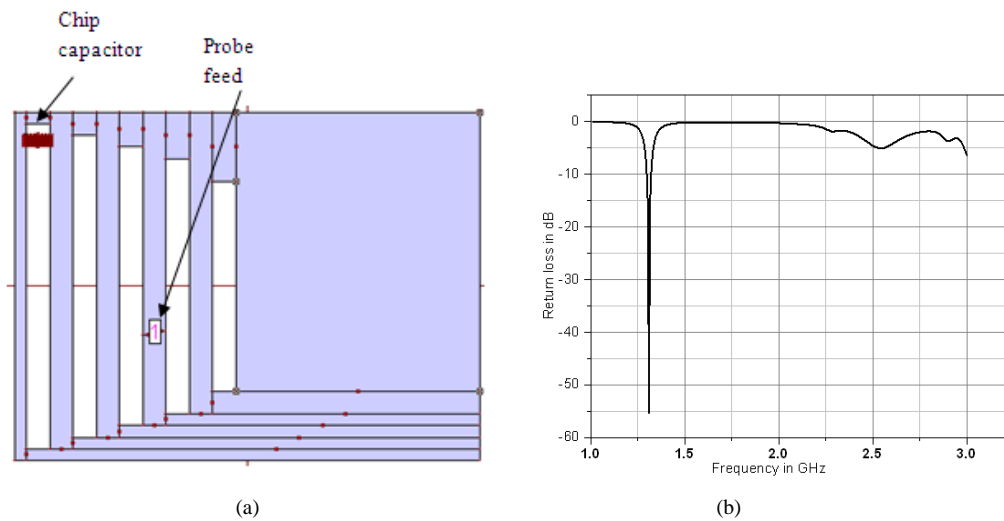 Chip
capacitor
Probe
feed
1
(a)
0
-10
-20
-30
-40
-50
-60
Return loss in dB
1.0 1.5 2.0 2.5 3.0
Frequency in GHz
(b)